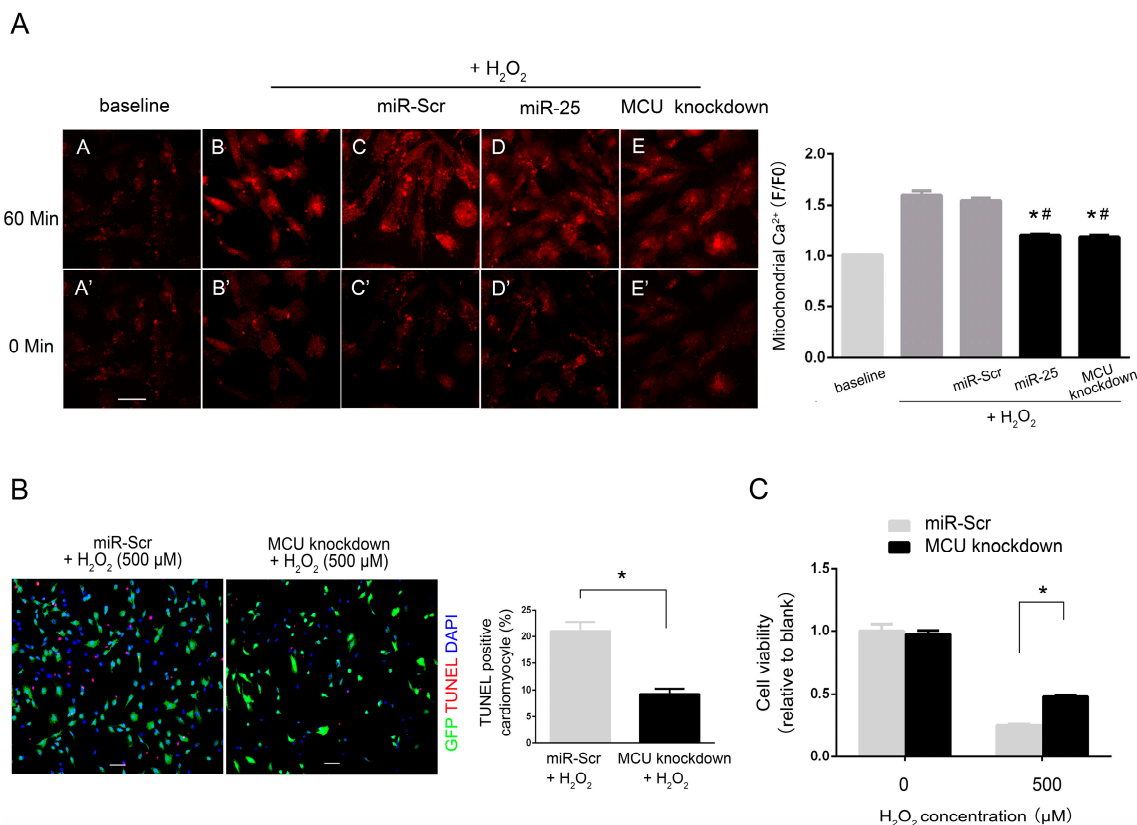 A
+ H₂O₂
baseline
miR-Scr
miR-25
MCU knockdown
60 Min
A
B
C
D
E
0 Min
A'
B'
C'
D'
E'
Mitochondrial Ca²⁺ (F/F0)
2.0
1.5
1.0
0.5
0.0
* #
* #
baseline
miR-Scr
miR-25
MCU
knockdown
+ H₂O₂
B
miR-Scr
+ H₂O₂ (500 µM)
MCU knockdown
+ H₂O₂ (500 µM)
GFP TUNEL DAPI
TUNEL positive
cardiomyocyle (%)
25
20
15
10
5
0
*
miR-Scr
+ H₂O₂
MCU knockdown
+ H₂O₂
C
miR-Scr
MCU knockdown
Cell viability
(relative to blank)
1.5
1.0
0.5
0.0
*
0
500
H₂O₂ concentration (µM)